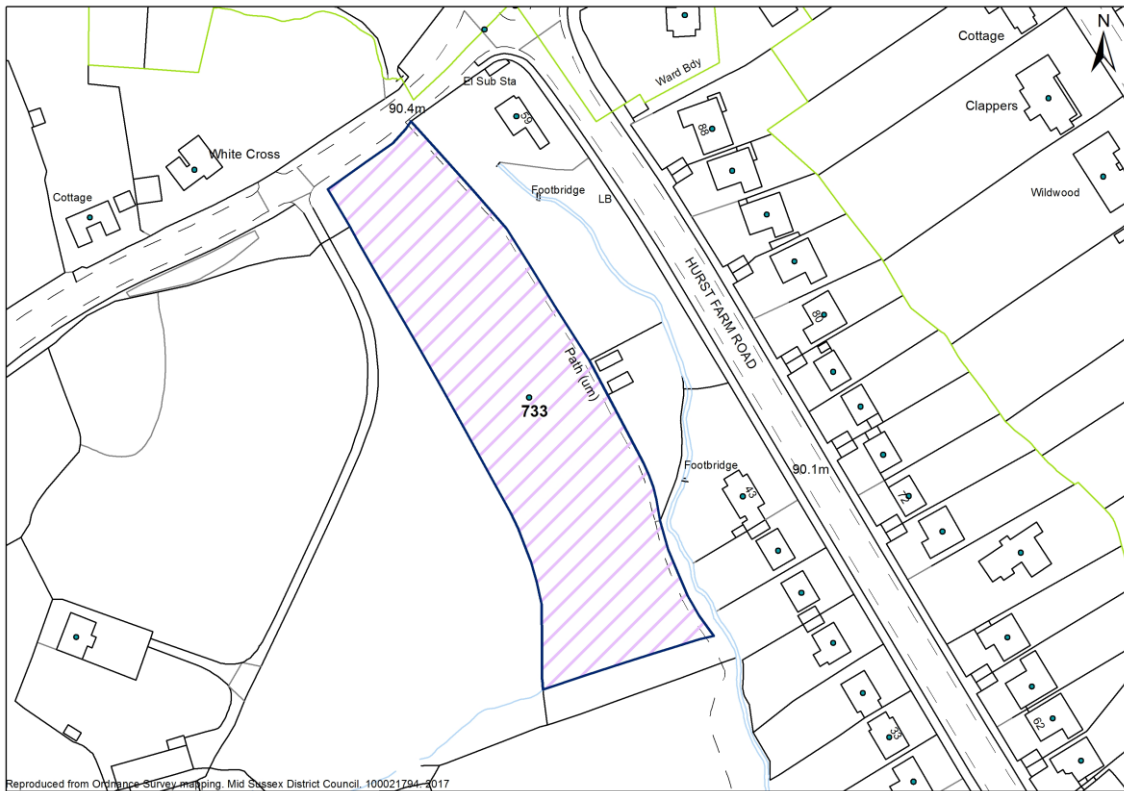 N
Cottage
Ward Bdy
El Sub Sta
Clappers
90.4m
59
88
White Cross
Footbridge
LB
Wildwood
Cottage
HURST FARM ROAD
80
Path (um)
733
Footbridge
90.1m
43
72
62
33
Reproduced from Ordnance Survey mapping. Mid Sussex District Council. 100021794. 2017